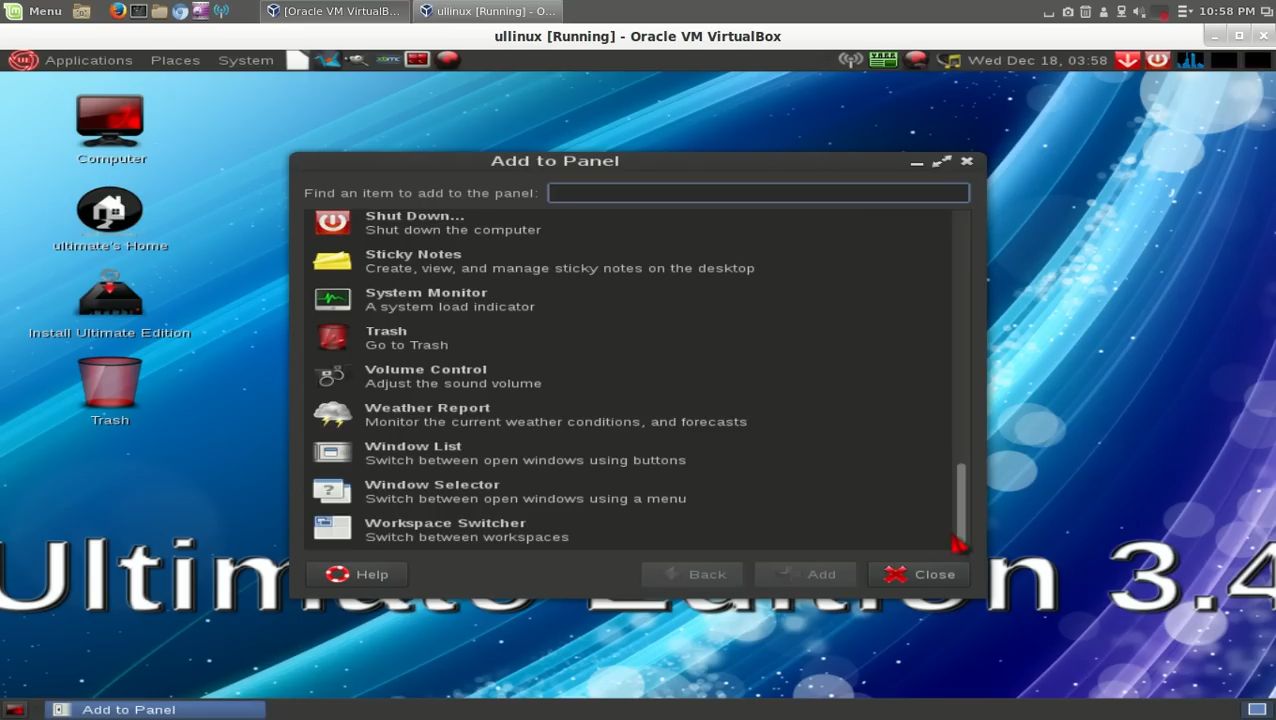 Menu
[Oracle VM VirtualB...
ullinux [Running] - O...
10:58 PM
ullinux [Running] - Oracle VM VirtualBox
Applications Places System
xbmc
Wed Dec 18, 03:58
Computer
ultimate's Home
Install Ultimate Edition
Trash
Add to Panel
Find an item to add to the panel:
Shut Down...
Shut down the computer
Sticky Notes
Create, view, and manage sticky notes on the desktop
System Monitor
A system load indicator
Trash
Go to Trash
Volume Control
Adjust the sound volume
Weather Report
Monitor the current weather conditions, and forecasts
Window List
Switch between open windows using buttons
Window Selector
Switch between open windows using a menu
Workspace Switcher
Switch between workspaces
Help Back Add Close
Ultimate Edition 3.4
Add to Panel